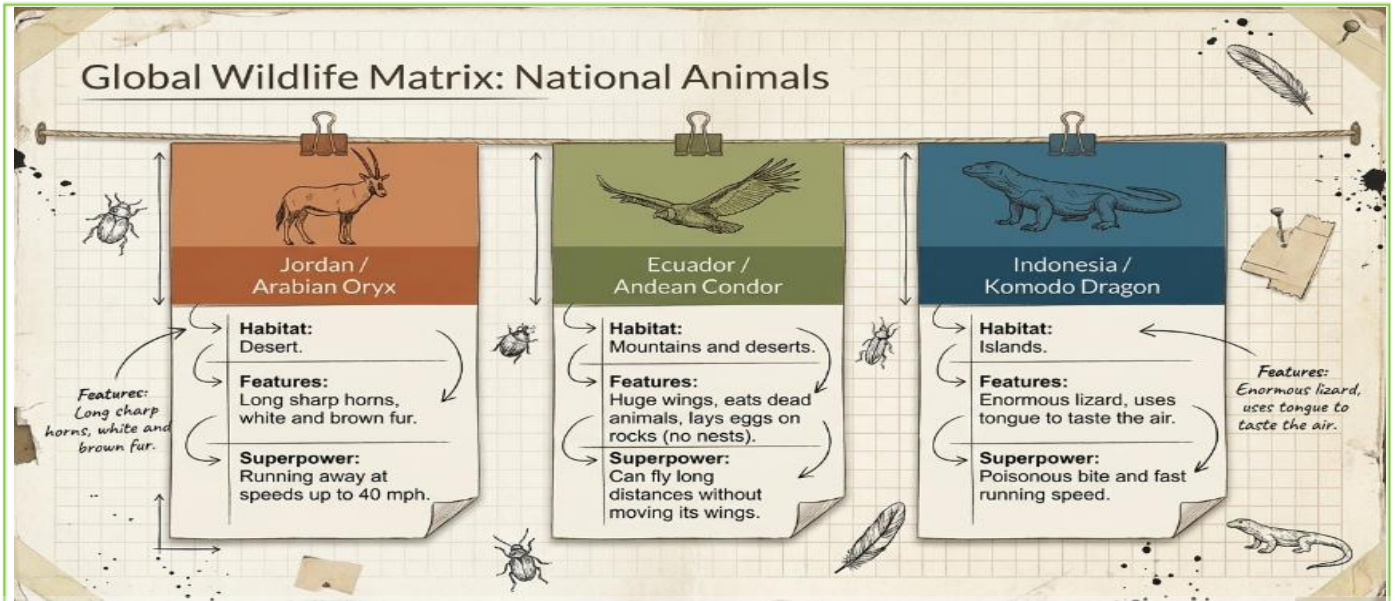 Global Wildlife Matrix: National Animals
Jordan /
Arabian Oryx
Habitat:
Desert.
Features:
Long sharp horns,
white and brown fur.
Superpower:
Running away at
speeds up to 40 mph.
Features:
Long sharp
horns, white and
brown fur.
Ecuador /
Andean Condor
Habitat:
Mountains and deserts.
Features:
Huge wings, eats dead
animals, lays eggs on
rocks (no nests).
Superpower:
Can fly long
distances without
moving its wings.
Indonesia /
Komodo Dragon
Habitat:
Islands.
Features:
Enormous lizard, uses
tongue to taste the air.
Superpower:
Poisonous bite and fast
running speed.
Features:
Enormous lizard,
uses tongue to
taste the air.